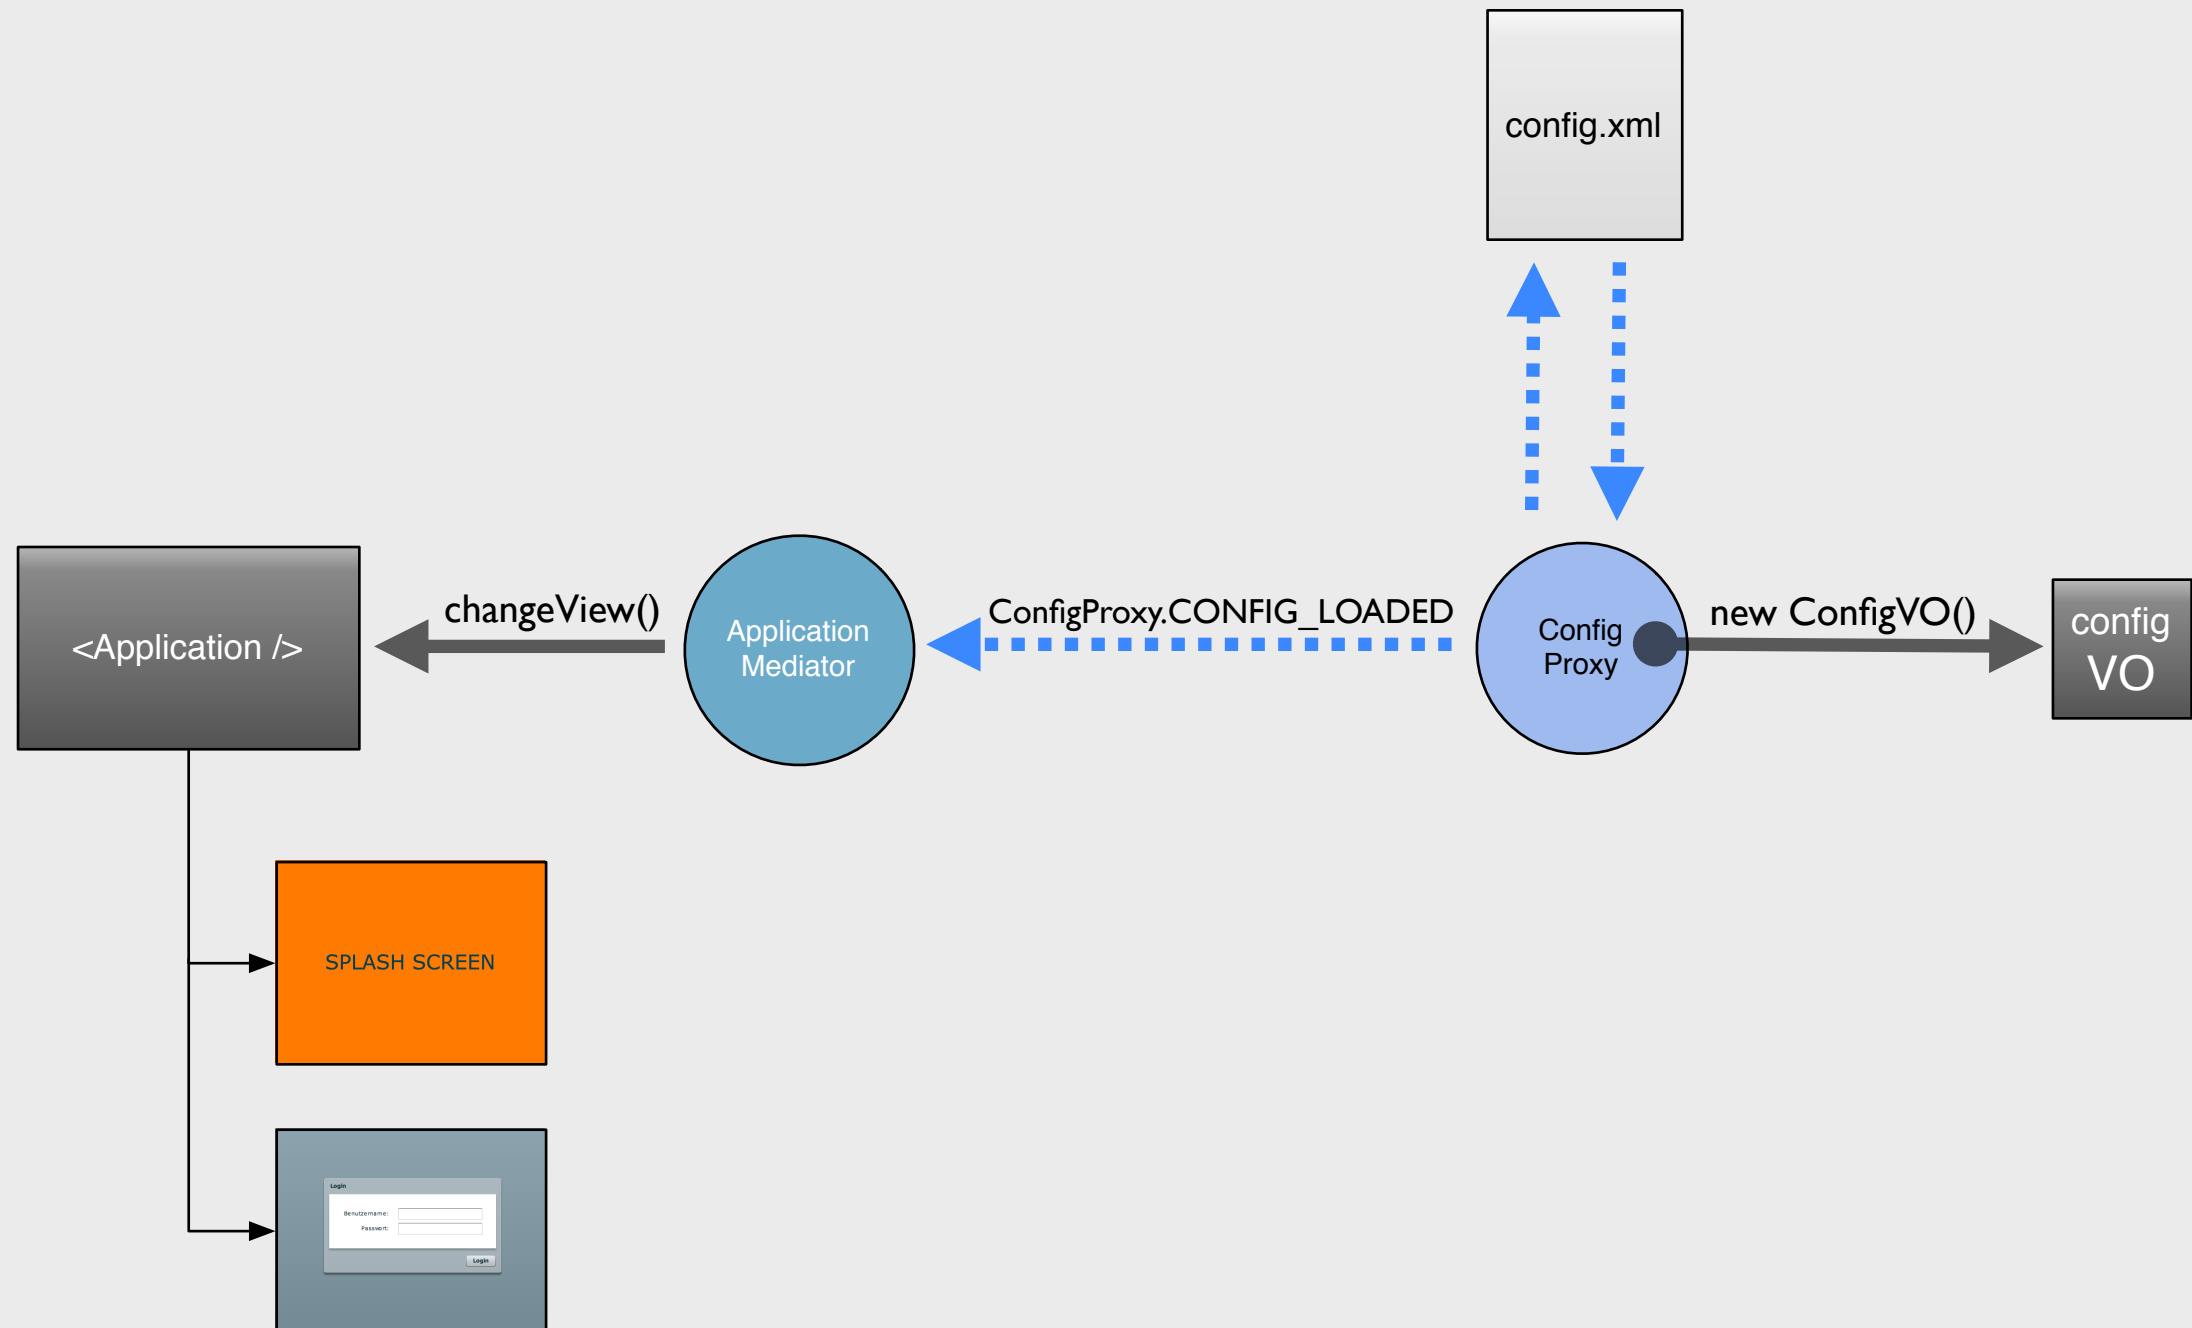 config.xml
<Application />
changeView()
Application
Mediator
ConfigProxy.CONFIG_LOADED
Config
Proxy
new ConfigVO()
config
VO
SPLASH SCREEN
Login
Benutzername:
Passwort:
Login